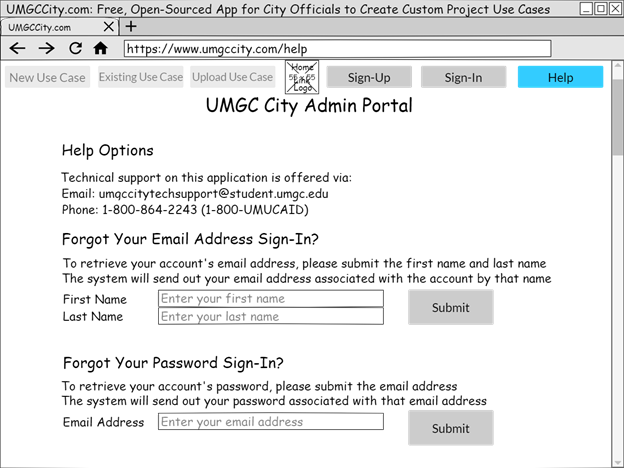 UMGCCity.com: Free, Open-Sourced App for City Officials to Create Custom Project Use Cases
UMGCCity.com
https://www.umgccity.com/help
New Use Case
Existing Use Case
Upload Use Case
Home
55 x 55
Link
Logo
Sign-Up
Sign-In
Help
UMGC City Admin Portal
Help Options
Technical support on this application is offered via:
Email: umgccitytechsupport@student.umgc.edu
Phone: 1-800-864-2243 (1-800-UMUCAID)
Forgot Your Email Address Sign-In?
To retrieve your account's email address, please submit the first name and last name
The system will send out your email address associated with the account by that name
First Name
Enter your first name
Last Name
Enter your last name
Submit
Forgot Your Password Sign-In?
To retrieve your account's password, please submit the email address
The system will send out your password associated with that email address
Email Address
Enter your email address
Submit